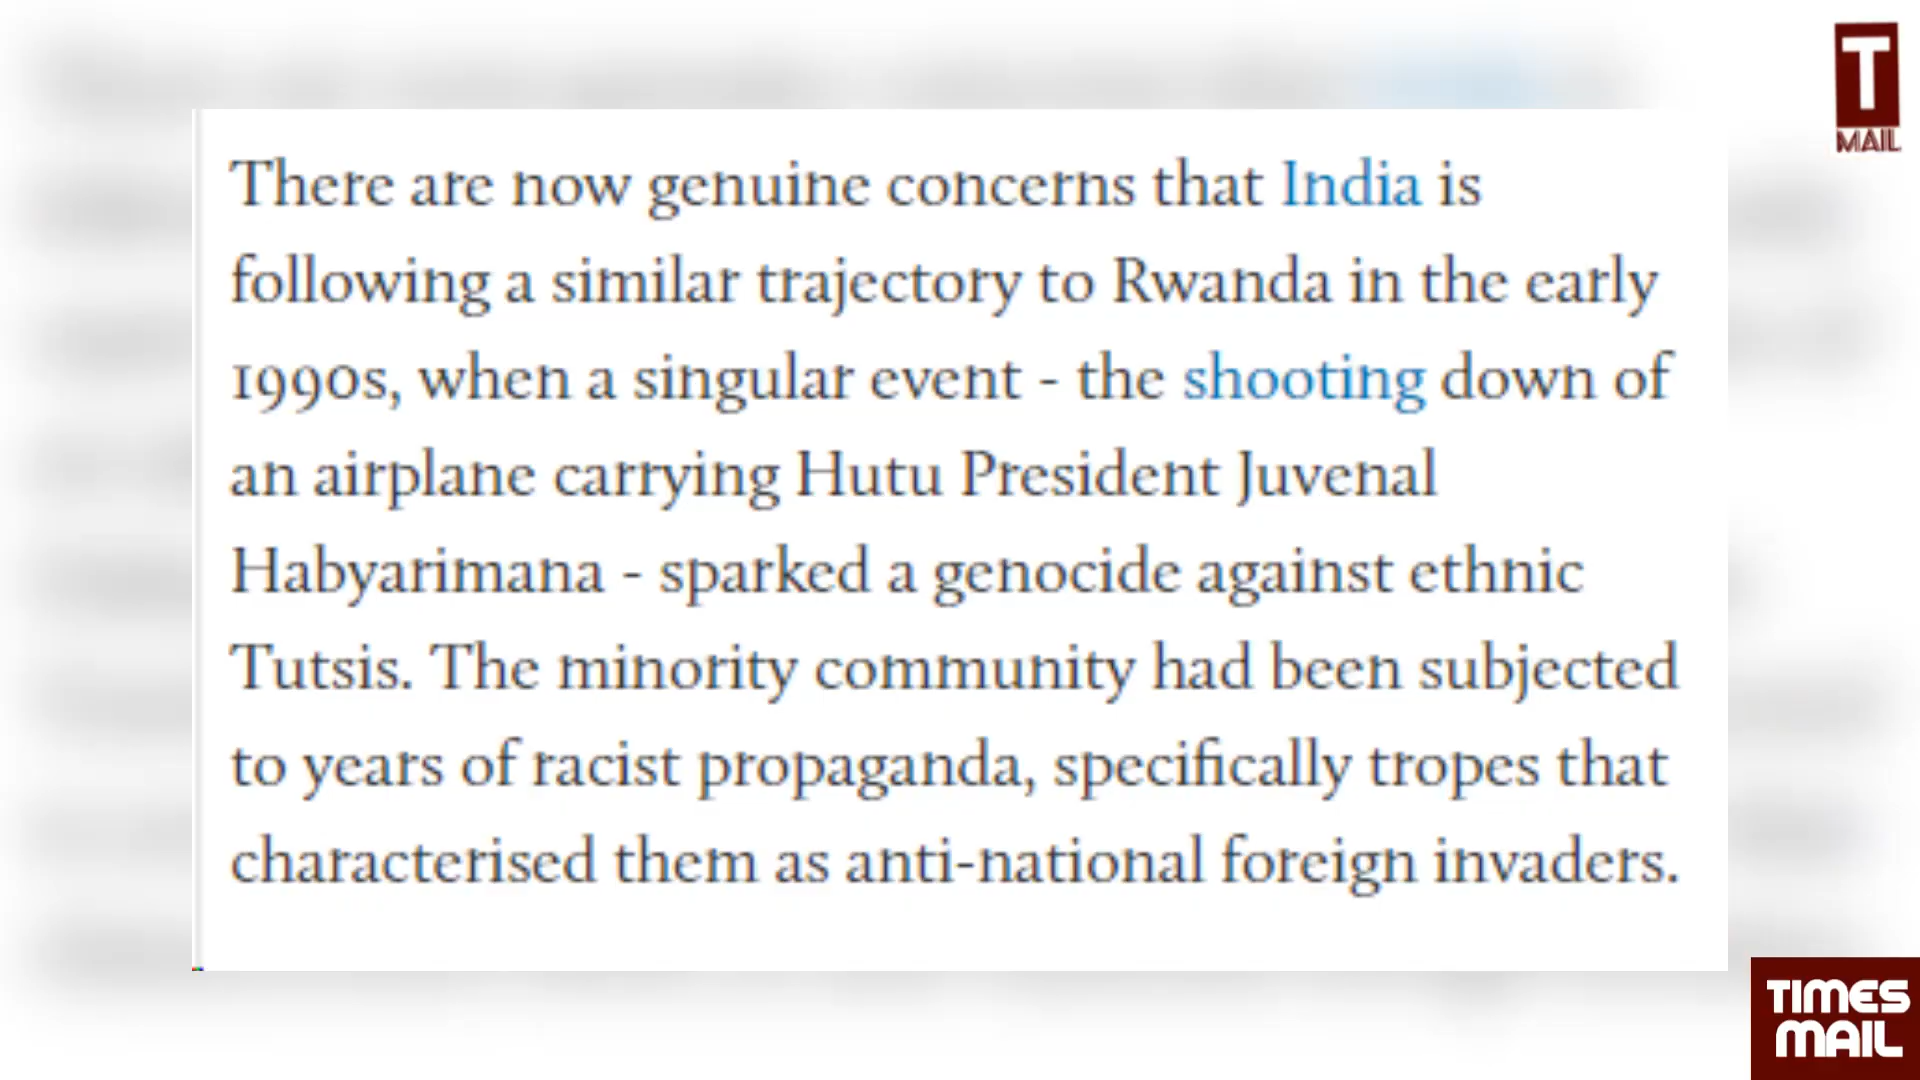 T
MAIL
There are now genuine concerns that India is
following a similar trajectory to Rwanda in the early
1990s, when a singular event - the shooting down of
an airplane carrying Hutu President Juvenal
Habyarimana - sparked a genocide against ethnic
Tutsis. The minority community had been subjected
to years of racist propaganda, specifically tropes that
characterised them as anti-national foreign invaders.
TIMES
MAIL